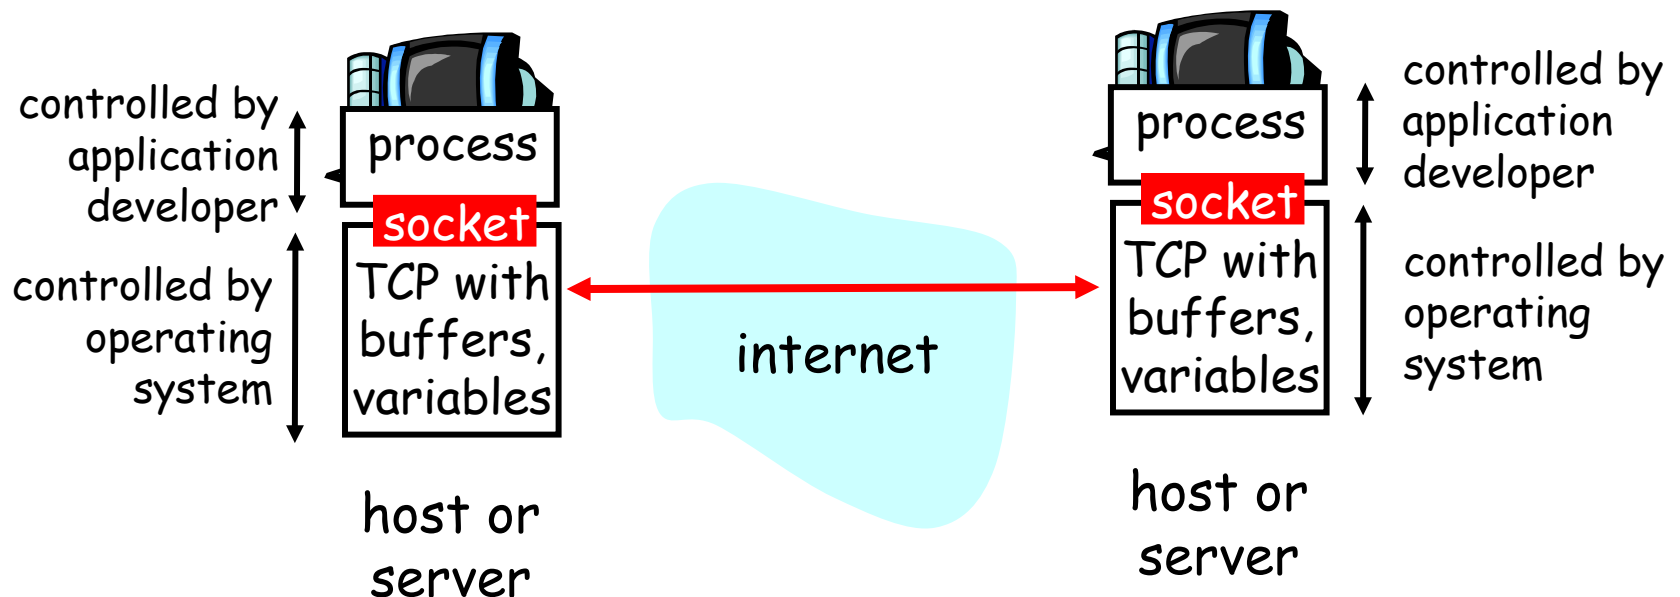 controlled by
application
developer
process
socket
controlled by
operating
system
TCP with
buffers,
variables
host or
server
internet
process
socket
TCP with
buffers,
variables
host or
server
controlled by
application
developer
controlled by
operating
system